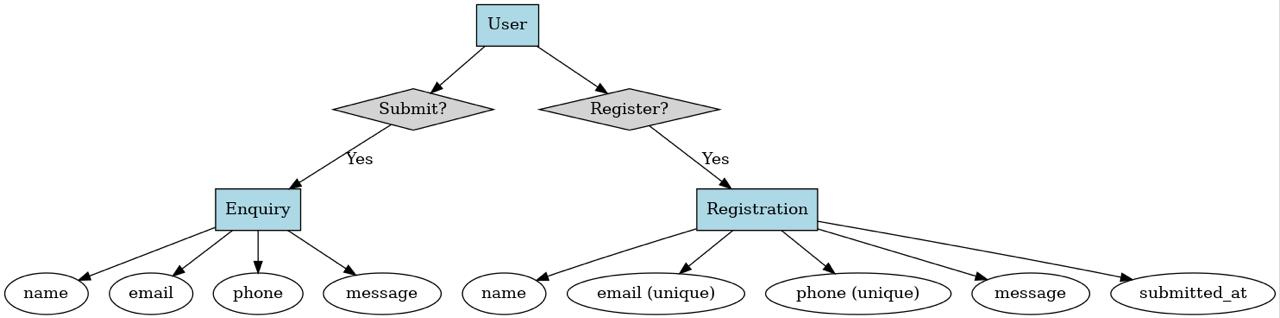 User
Submit?
Register?
Yes
Yes
Enquiry
Registration
name
email
phone
message
name
email (unique)
phone (unique)
message
submitted_at